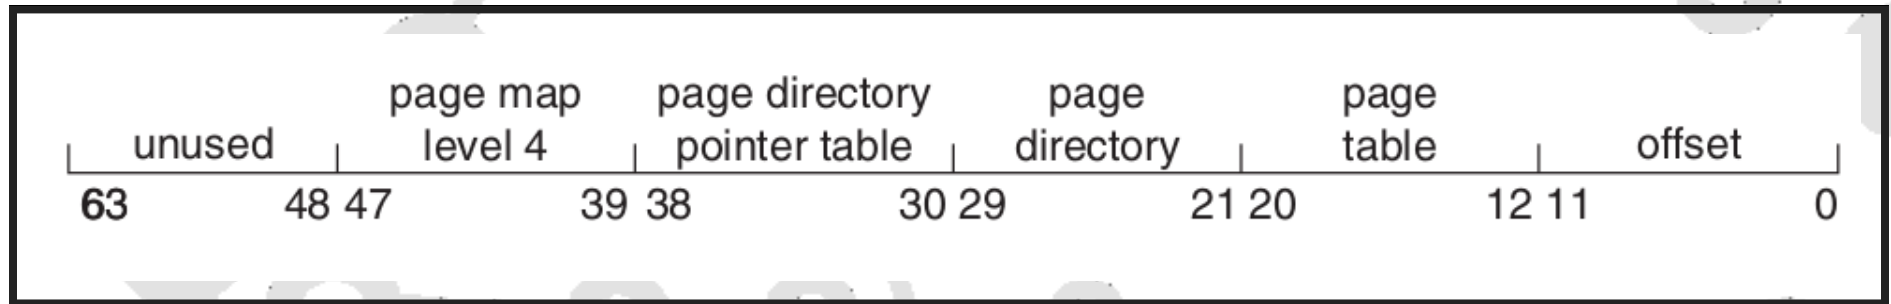 page map page directory page page
unused level 4 pointer table directory table offset
63 48 47 39 38 30 29 21 20 12 11 0